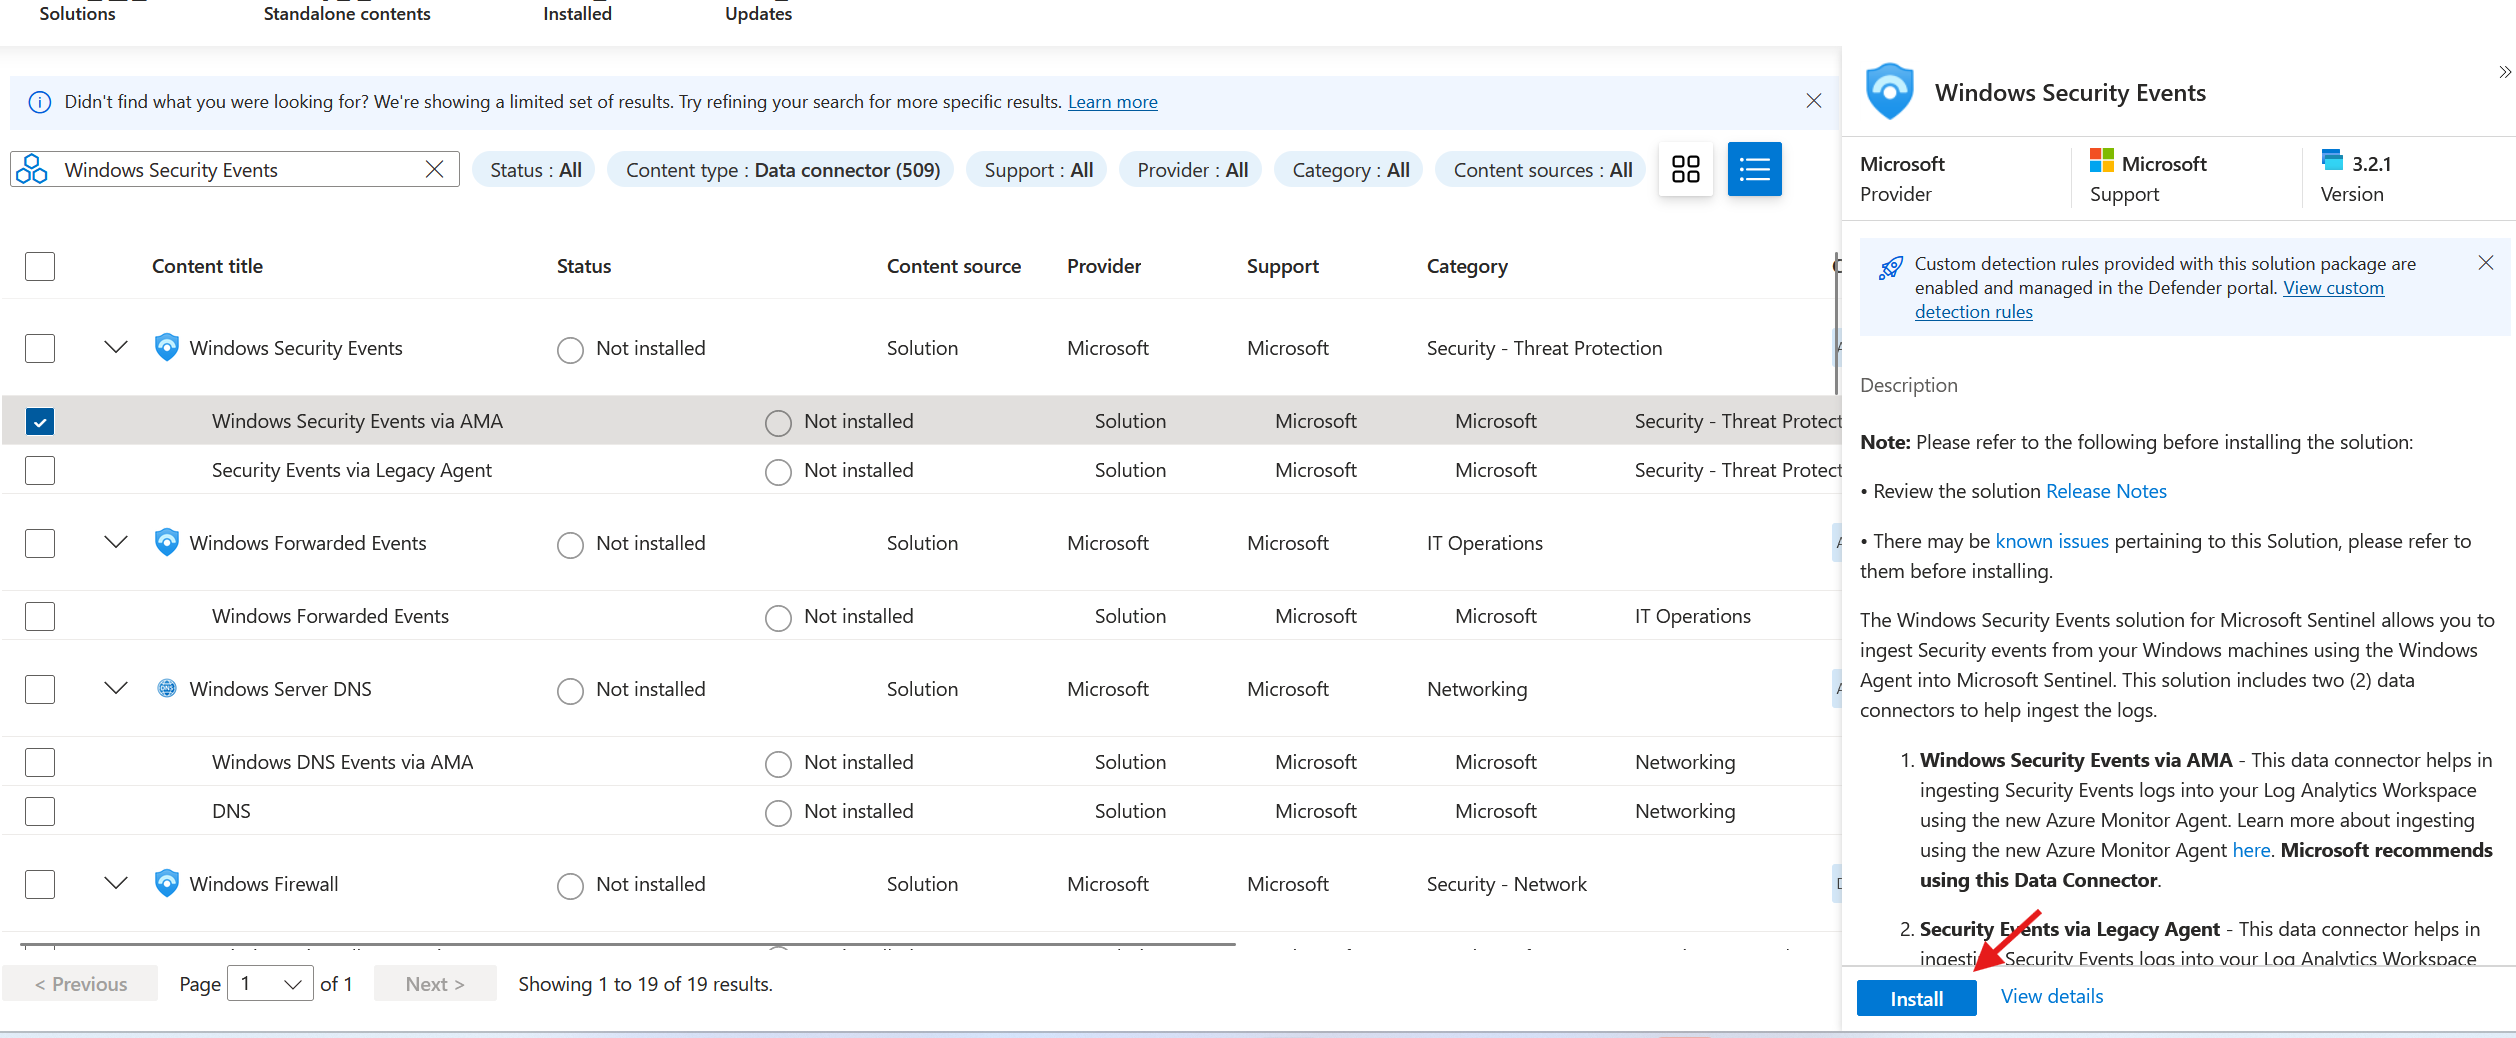 Solutions Standalone contents Installed Updates
Didn't find what you were looking for? We're showing a limited set of results. Try refining your search for more specific results. Learn more
Windows Security Events
Status : All
Content type : Data connector (509)
Support : All
Provider : All
Category : All
Content sources : All
Content title Status Content source Provider Support Category
Windows Security Events Not installed Solution Microsoft Microsoft Security - Threat Protection
Windows Security Events via AMA Not installed Solution Microsoft Microsoft Security - Threat Protect
Security Events via Legacy Agent Not installed Solution Microsoft Microsoft Security - Threat Protect
Windows Forwarded Events Not installed Solution Microsoft Microsoft IT Operations
Windows Forwarded Events Not installed Solution Microsoft Microsoft IT Operations
Windows Server DNS Not installed Solution Microsoft Microsoft Networking
Windows DNS Events via AMA Not installed Solution Microsoft Microsoft Networking
DNS Not installed Solution Microsoft Microsoft Networking
Windows Firewall Not installed Solution Microsoft Microsoft Security - Network
< Previous Page 1 of 1 Next > Showing 1 to 19 of 19 results.
Windows Security Events
Microsoft
Provider
Microsoft
Support
3.2.1
Version
Custom detection rules provided with this solution package are
enabled and managed in the Defender portal. View custom
detection rules
Description
Note: Please refer to the following before installing the solution:
• Review the solution Release Notes
• There may be known issues pertaining to this Solution, please refer to
them before installing.
The Windows Security Events solution for Microsoft Sentinel allows you to
ingest Security events from your Windows machines using the Windows
Agent into Microsoft Sentinel. This solution includes two (2) data
connectors to help ingest the logs.
1. Windows Security Events via AMA - This data connector helps in
ingesting Security Events logs into your Log Analytics Workspace
using the new Azure Monitor Agent. Learn more about ingesting
using the new Azure Monitor Agent here. Microsoft recommends
using this Data Connector.
2. Security Events via Legacy Agent - This data connector helps in
ingesting Security Events logs into your Log Analytics Workspace
Install View details